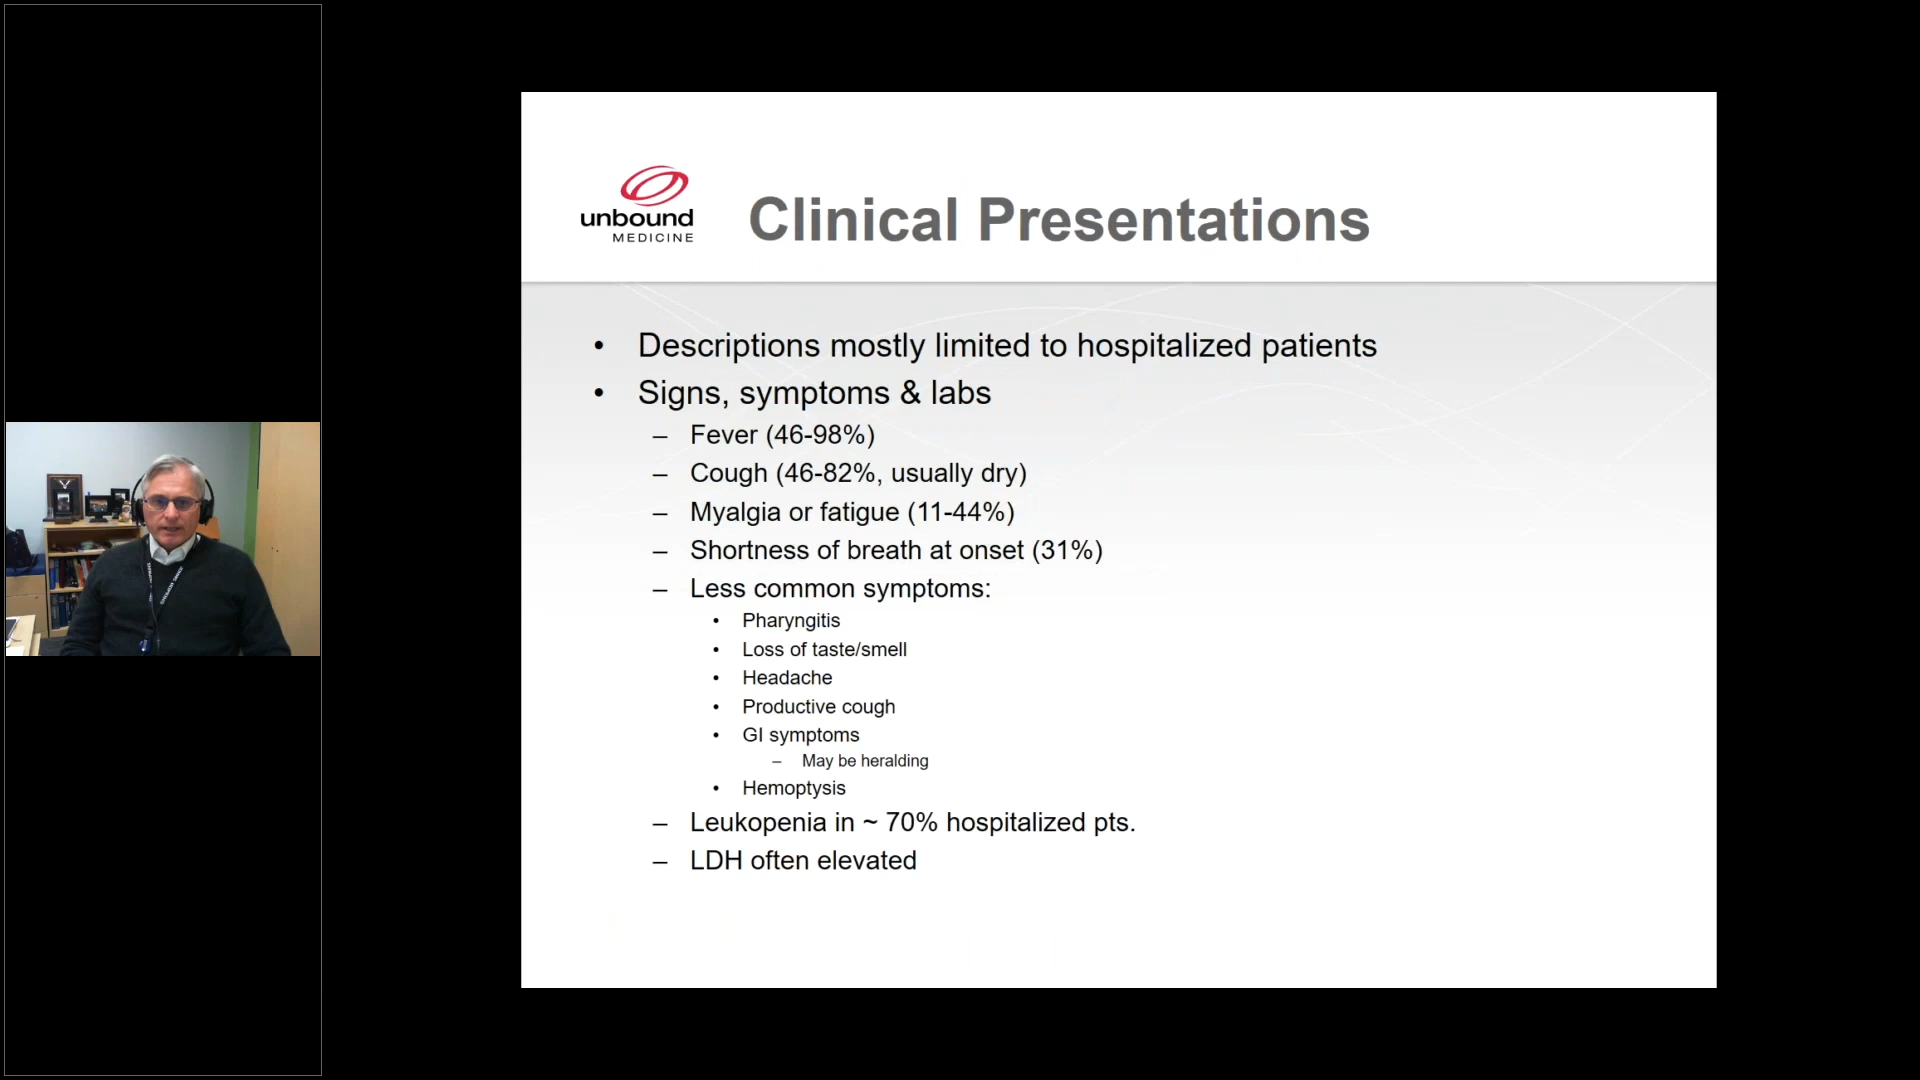 unbound
MEDICINE
Clinical Presentations
• Descriptions mostly limited to hospitalized patients
• Signs, symptoms & labs
– Fever (46-98%)
– Cough (46-82%, usually dry)
– Myalgia or fatigue (11-44%)
– Shortness of breath at onset (31%)
– Less common symptoms:
• Pharyngitis
• Loss of taste/smell
• Headache
• Productive cough
• GI symptoms
– May be heralding
• Hemoptysis
– Leukopenia in ~ 70% hospitalized pts.
– LDH often elevated